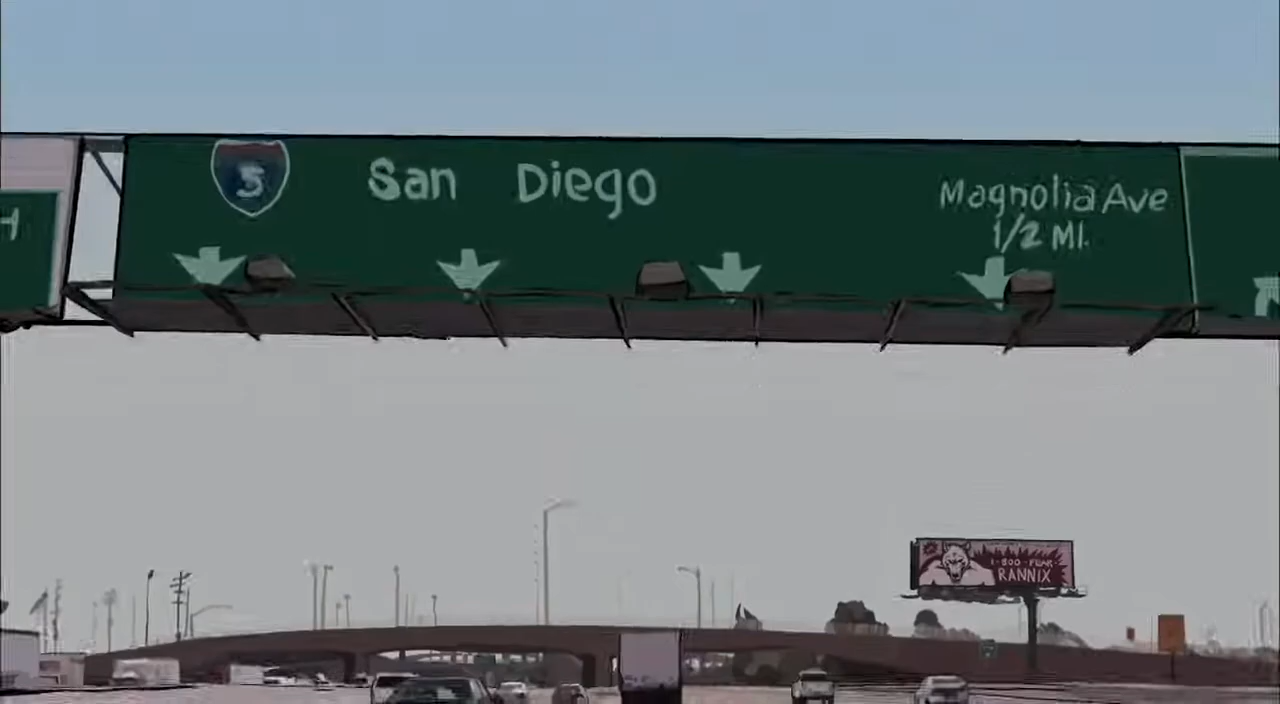 H
5
San Diego
Magnolia Ave
1/2 MI.
1-800-FEAR
RANNIX